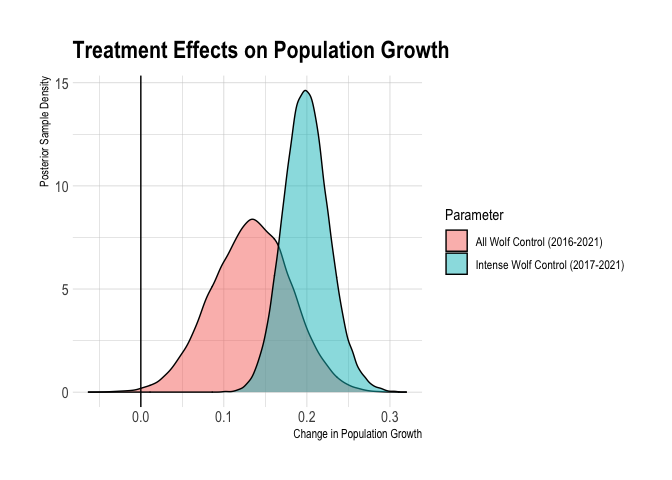 Treatment Effects on Population Growth
Posterior Sample Density
15
10
5
0
0.0 0.1 0.2 0.3
Change in Population Growth
Parameter
All Wolf Control (2016-2021)
Intense Wolf Control (2017-2021)